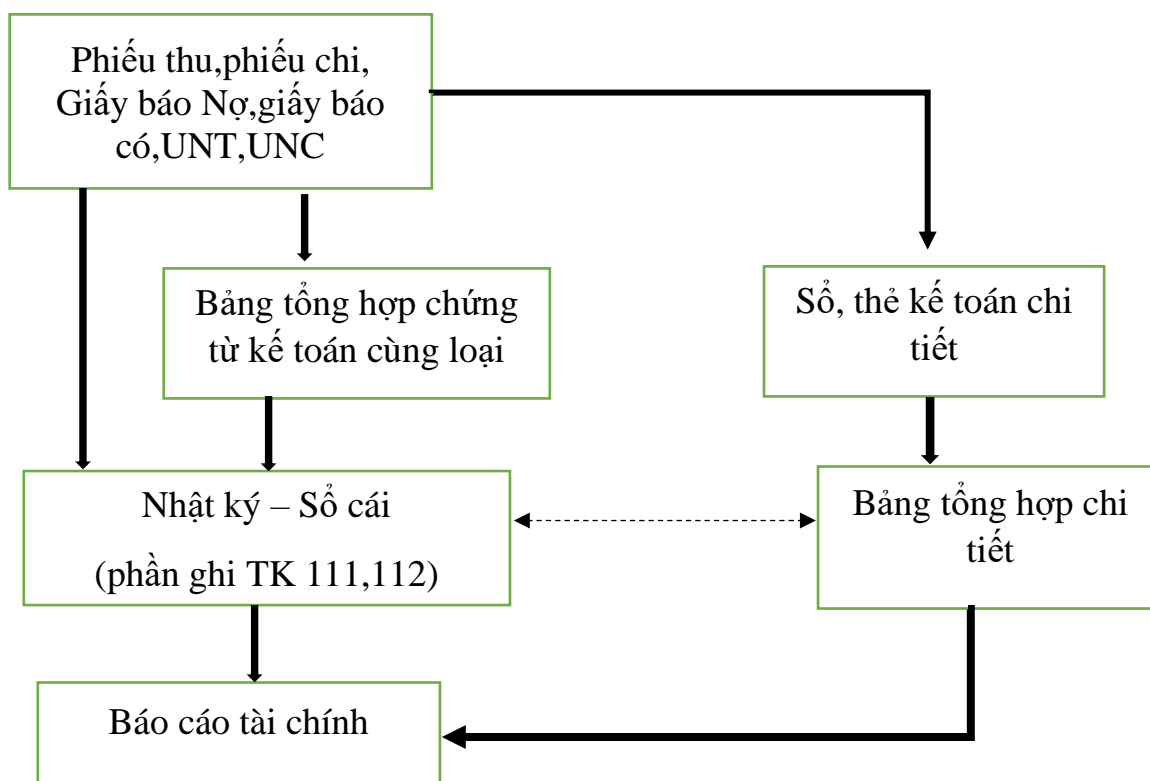 Phiếu thu,phiếu chi,
Giấy báo Nợ,giấy báo
có,UNT,UNC
Bảng tổng hợp chứng
từ kế toán cùng loại
Sổ, thẻ kế toán chi
tiết
Nhật ký – Sổ cái
(phần ghi TK 111,112)
Bảng tổng hợp chi
tiết
Báo cáo tài chính